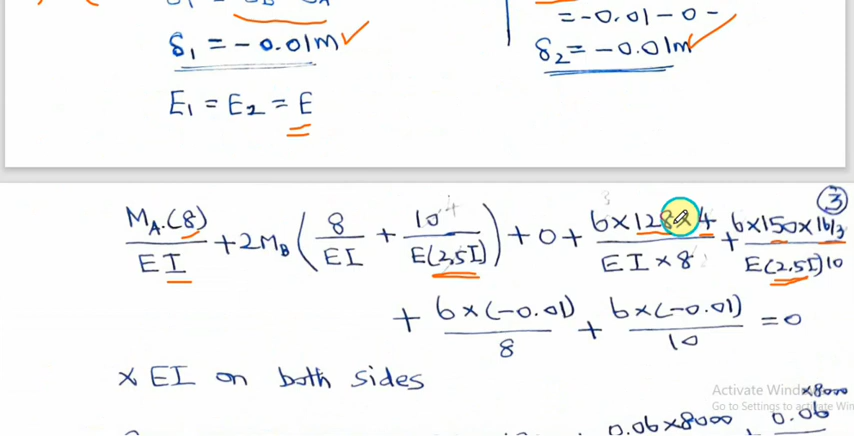 = -0.01 - 0 -
δ₁ = -0.01m ✓
δ₂ = -0.01m ✓
E₁ = E₂ = E
③
M_A.(8)/EI + 2M_B (8/EI + 10/E(2.5I)) + 0 + 6×128×4/EI×8 + 6×150×16/3/E(2.5I)10
+ 6×(-0.01)/8 + 6×(-0.01)/10 = 0
× EI on both sides
Activate Wind
×8000
Go to Settings to activate Win
0.06×8000
0.06